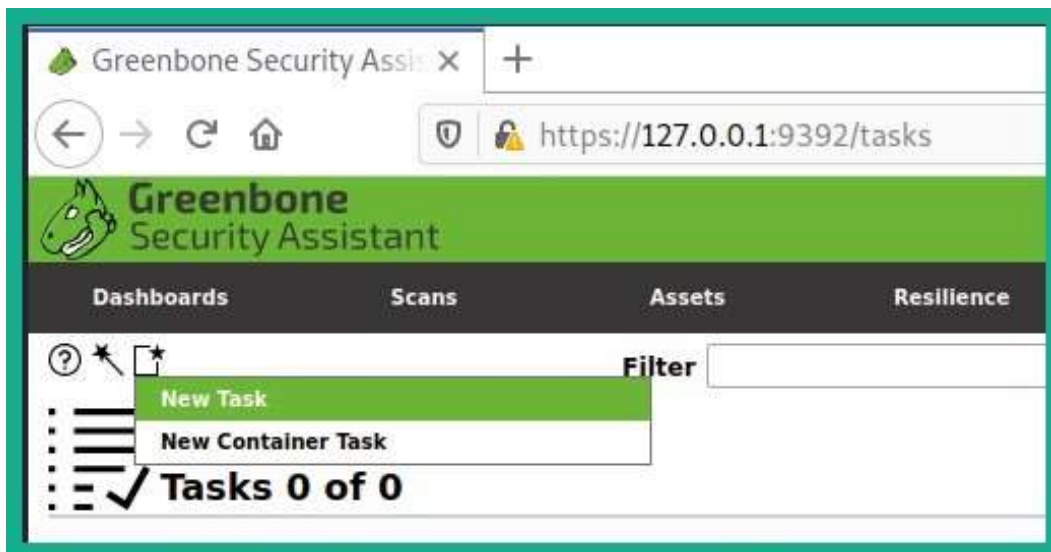 Greenbone Security Assis
https://127.0.0.1:9392/tasks
Greenbone
Security Assistant
Dashboards Scans Assets Resilience
Filter
New Task
New Container Task
Tasks 0 of 0